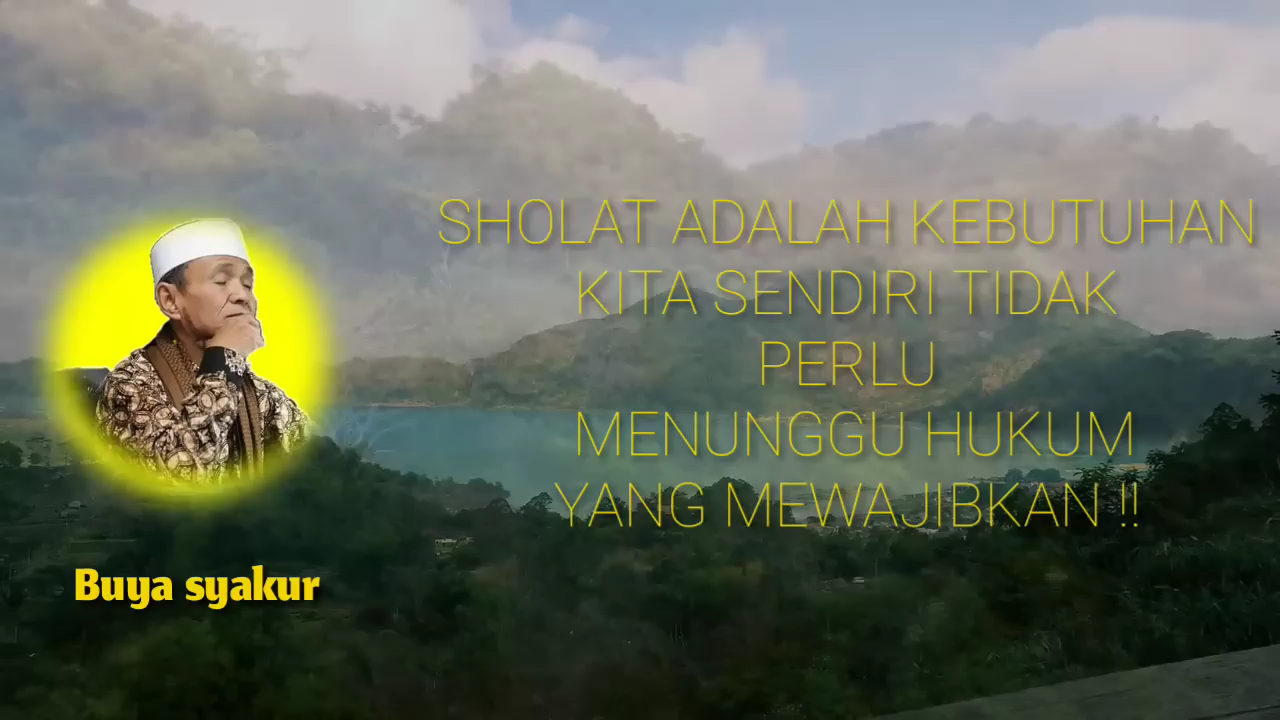 SHOLAT ADALAH KEBUTUHAN
KITA SENDIRI TIDAK
PERLU
MENUNGGU HUKUM
YANG MEWAJIBKAN !!
Buya syakur